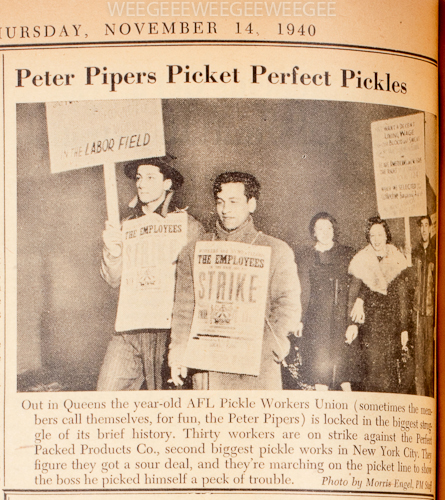 WEEGEEEWEEGEEWEEGEE
URSDAY, NOVEMBER 14, 1940
Peter Pipers Picket Perfect Pickles
THE LABOR FIELD
THE EMPLOYEES
THE EMPLOYEES
STRIKE
LIVING WAGE
Out in Queens the year-old AFL Pickle Workers Union (sometimes the mem-
bers call themselves, for fun, the Peter Pipers) is locked in the biggest strug-
gle of its brief history. Thirty workers are on strike against the Perfect
Packed Products Co., second biggest pickle works in New York City. They
figure they got a sour deal, and they're marching on the picket line to show
the boss he picked himself a peck of trouble.
Photo by Morris Engel, PM Staff